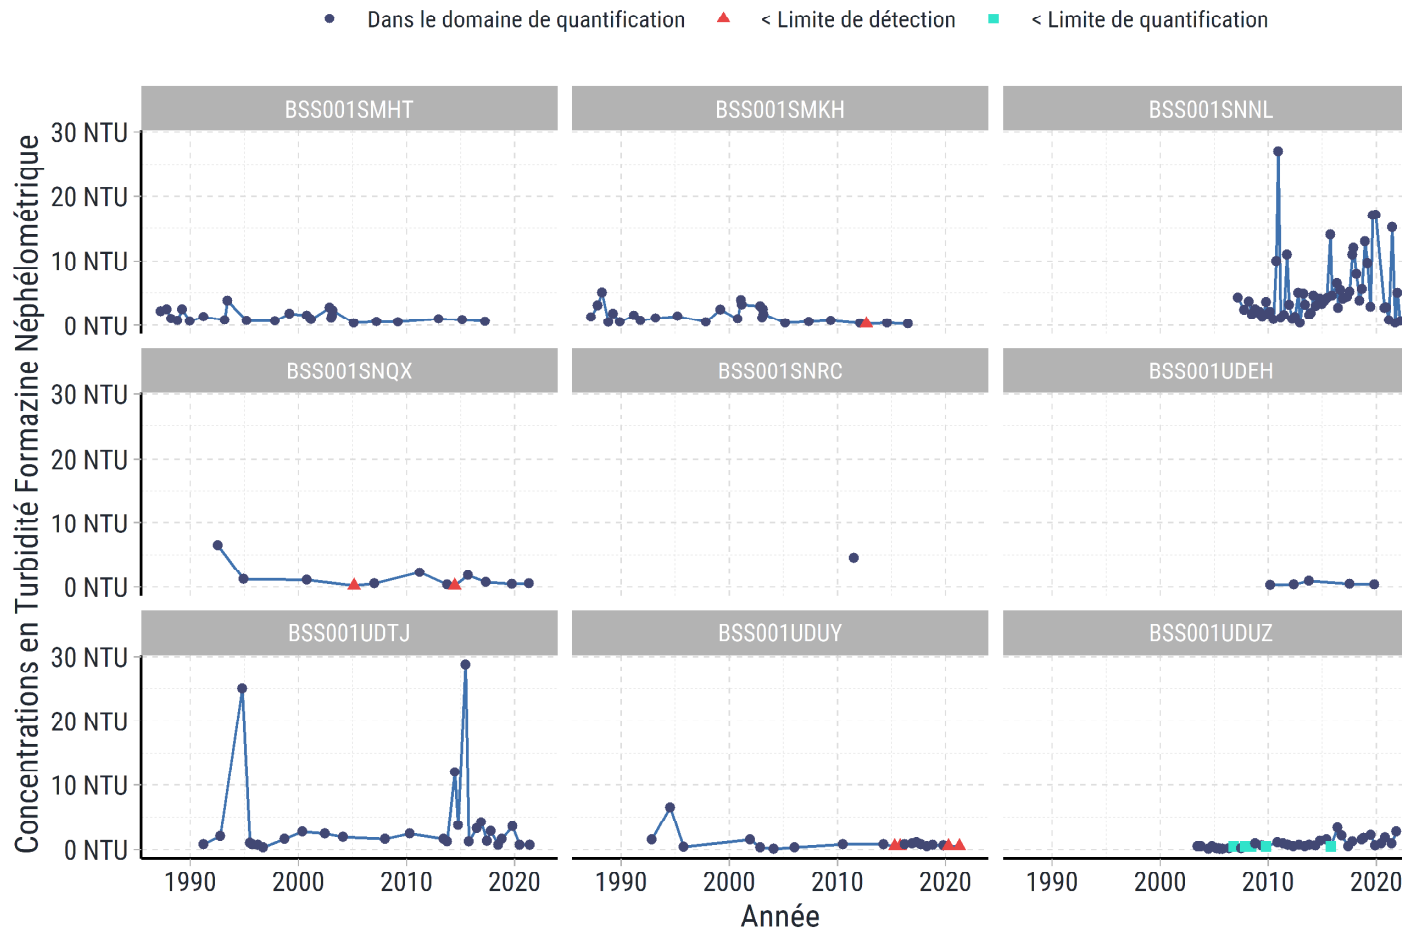 Dans le domaine de quantification < Limite de détection < Limite de quantification
Concentrations en Turbidité Formazine Néphélométrique
BSS001SMHT BSS001SMKH BSS001SNNL
30 NTU
20 NTU
10 NTU
0 NTU
BSS001SNQX BSS001SNRC BSS001UDEH
30 NTU
20 NTU
10 NTU
0 NTU
BSS001UDTJ BSS001UDUY BSS001UDUZ
30 NTU
20 NTU
10 NTU
0 NTU
1990 2000 2010 2020 1990 2000 2010 2020 1990 2000 2010 2020
Année